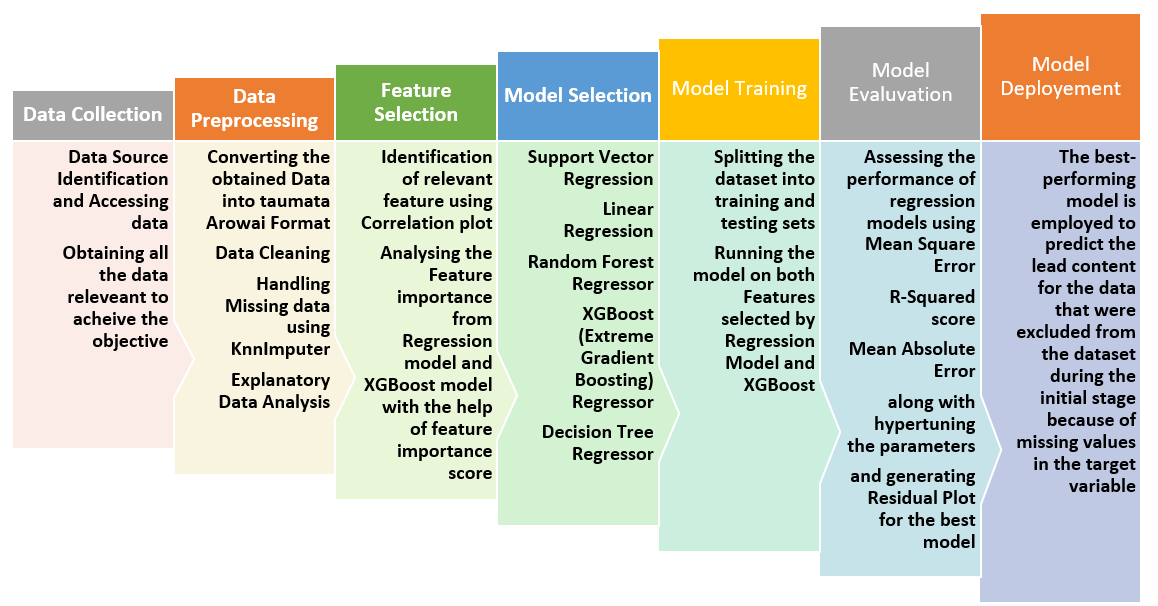 Data Collection
Data Source
Identification
and Accessing
data
Obtaining all
the data
releveant to
acheive the
objective
Data
Preprocessing
Converting the
obtained Data
into taumata
Arowai Format
Data Cleaning
Handling
Missing data
using
KnnImputer
Explanatory
Data Analysis
Feature
Selection
Identification
of relevant
feature using
Correlation plot
Analysing the
Feature
importance
from
Regression
model and
XGBoost model
with the help
of feature
importance
score
Model Selection
Support Vector
Regression
Linear
Regression
Random Forest
Regressor
XGBoost
(Extreme
Gradient
Boosting)
Regressor
Decision Tree
Regressor
Model Training
Splitting the
dataset into
training and
testing sets
Running the
model on both
Features
selected by
Regression
Model and
XGBoost
Model
Evaluvation
Assessing the
performance of
regression
models using
Mean Square
Error
R-Squared
score
Mean Absolute
Error
along with
hypertuning
the parameters
and generating
Residual Plot
for the best
model
Model
Deployement
The best-
performing
model is
employed to
predict the
lead content
for the data
that were
excluded from
the dataset
during the
initial stage
because of
missing values
in the target
variable